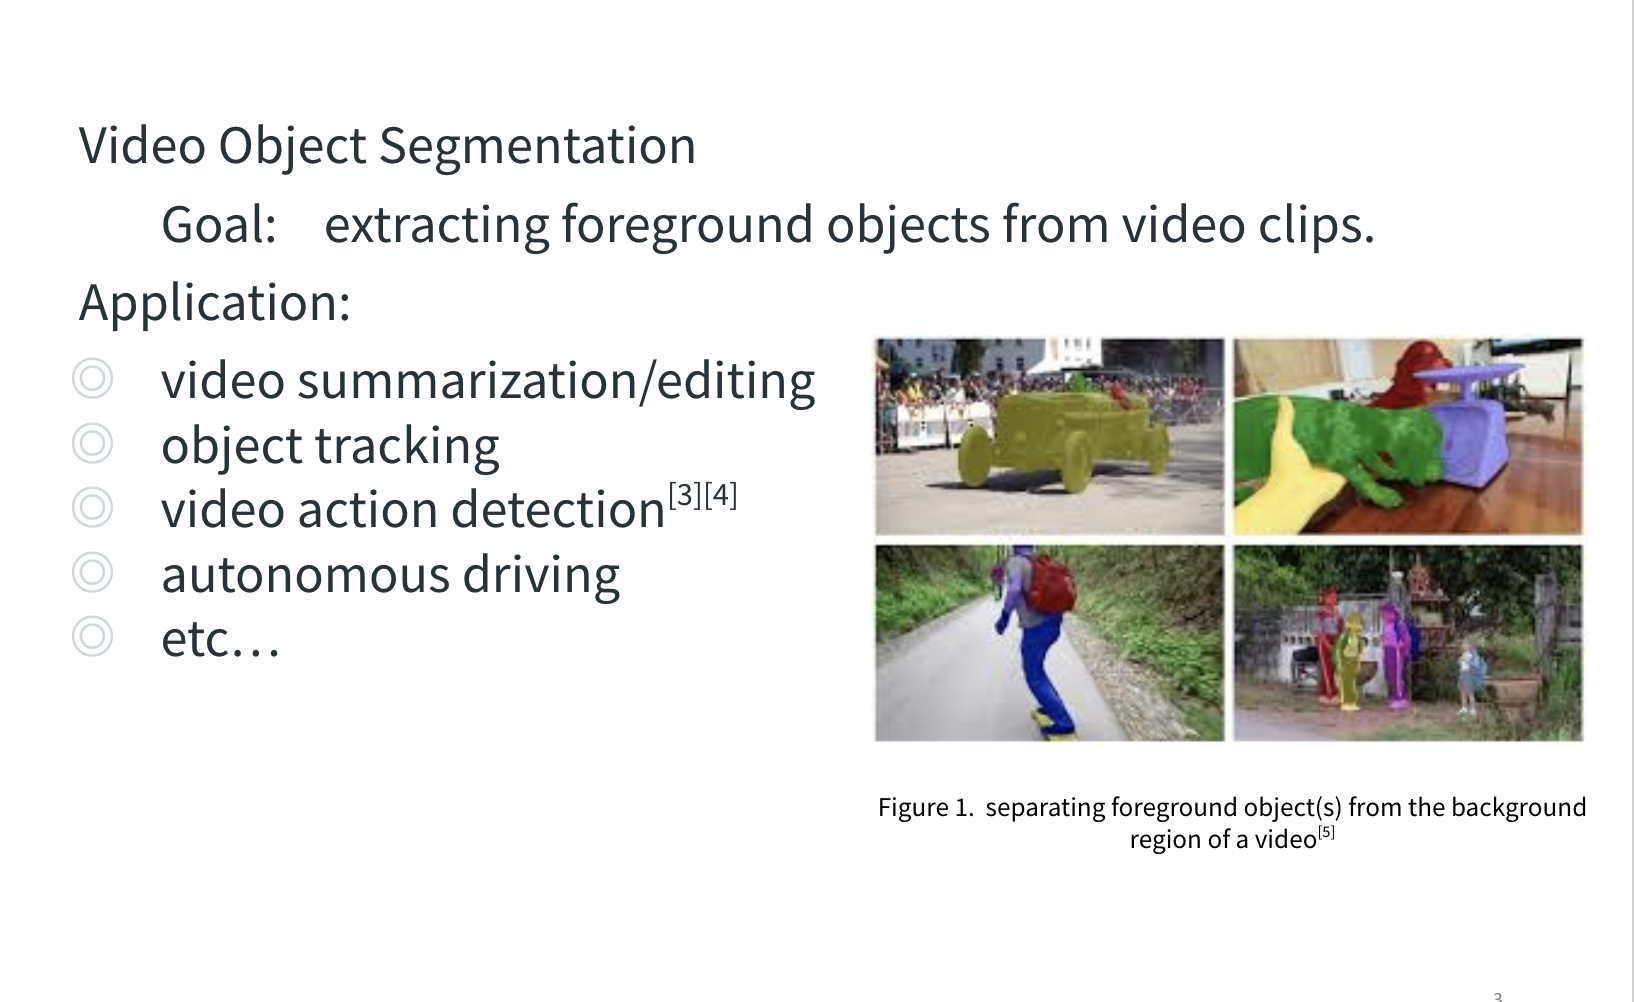 Video Object Segmentation
Goal: extracting foreground objects from video clips.
Application:
video summarization/editing
object tracking
video action detection[3][4]
autonomous driving
etc…
Figure 1. separating foreground object(s) from the background
region of a video[5]
3